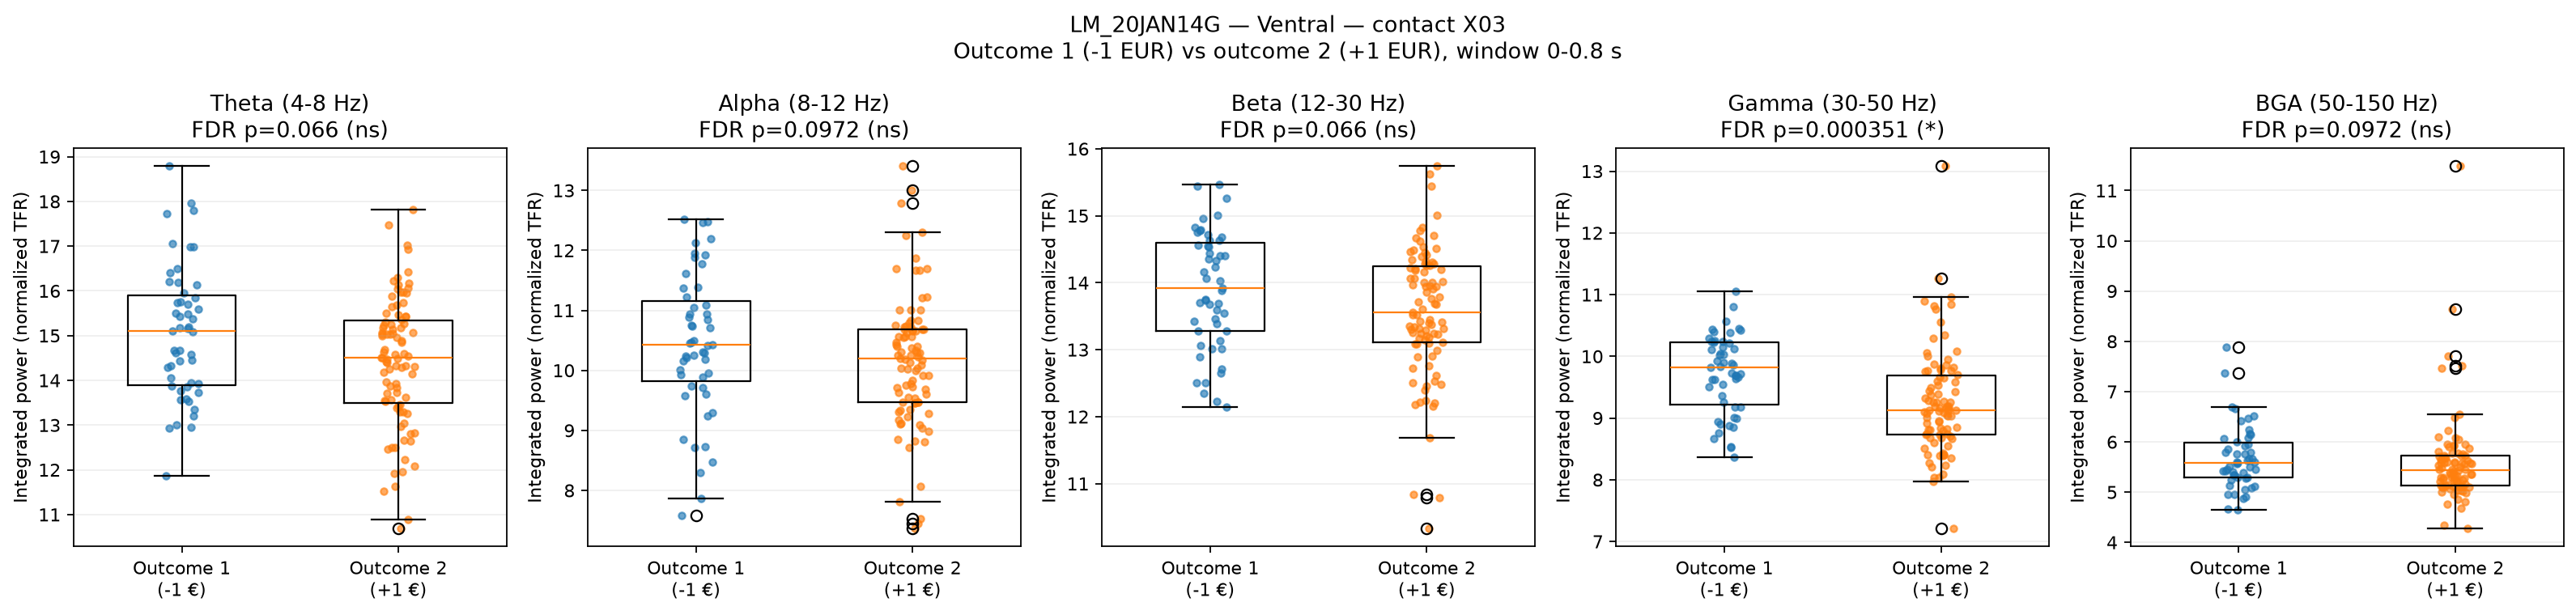 LM_20JAN14G — Ventral — contact X03
Outcome 1 (-1 EUR) vs outcome 2 (+1 EUR), window 0-0.8 s
Theta (4-8 Hz)
FDR p=0.066 (ns)
Integrated power (normalized TFR)
19
18
17
16
15
14
13
12
11
Outcome 1
(-1 €)
Outcome 2
(+1 €)
Alpha (8-12 Hz)
FDR p=0.0972 (ns)
Integrated power (normalized TFR)
13
12
11
10
9
8
Outcome 1
(-1 €)
Outcome 2
(+1 €)
Beta (12-30 Hz)
FDR p=0.066 (ns)
Integrated power (normalized TFR)
16
15
14
13
12
11
Outcome 1
(-1 €)
Outcome 2
(+1 €)
Gamma (30-50 Hz)
FDR p=0.000351 (*)
Integrated power (normalized TFR)
13
12
11
10
9
8
7
Outcome 1
(-1 €)
Outcome 2
(+1 €)
BGA (50-150 Hz)
FDR p=0.0972 (ns)
Integrated power (normalized TFR)
11
10
9
8
7
6
5
4
Outcome 1
(-1 €)
Outcome 2
(+1 €)